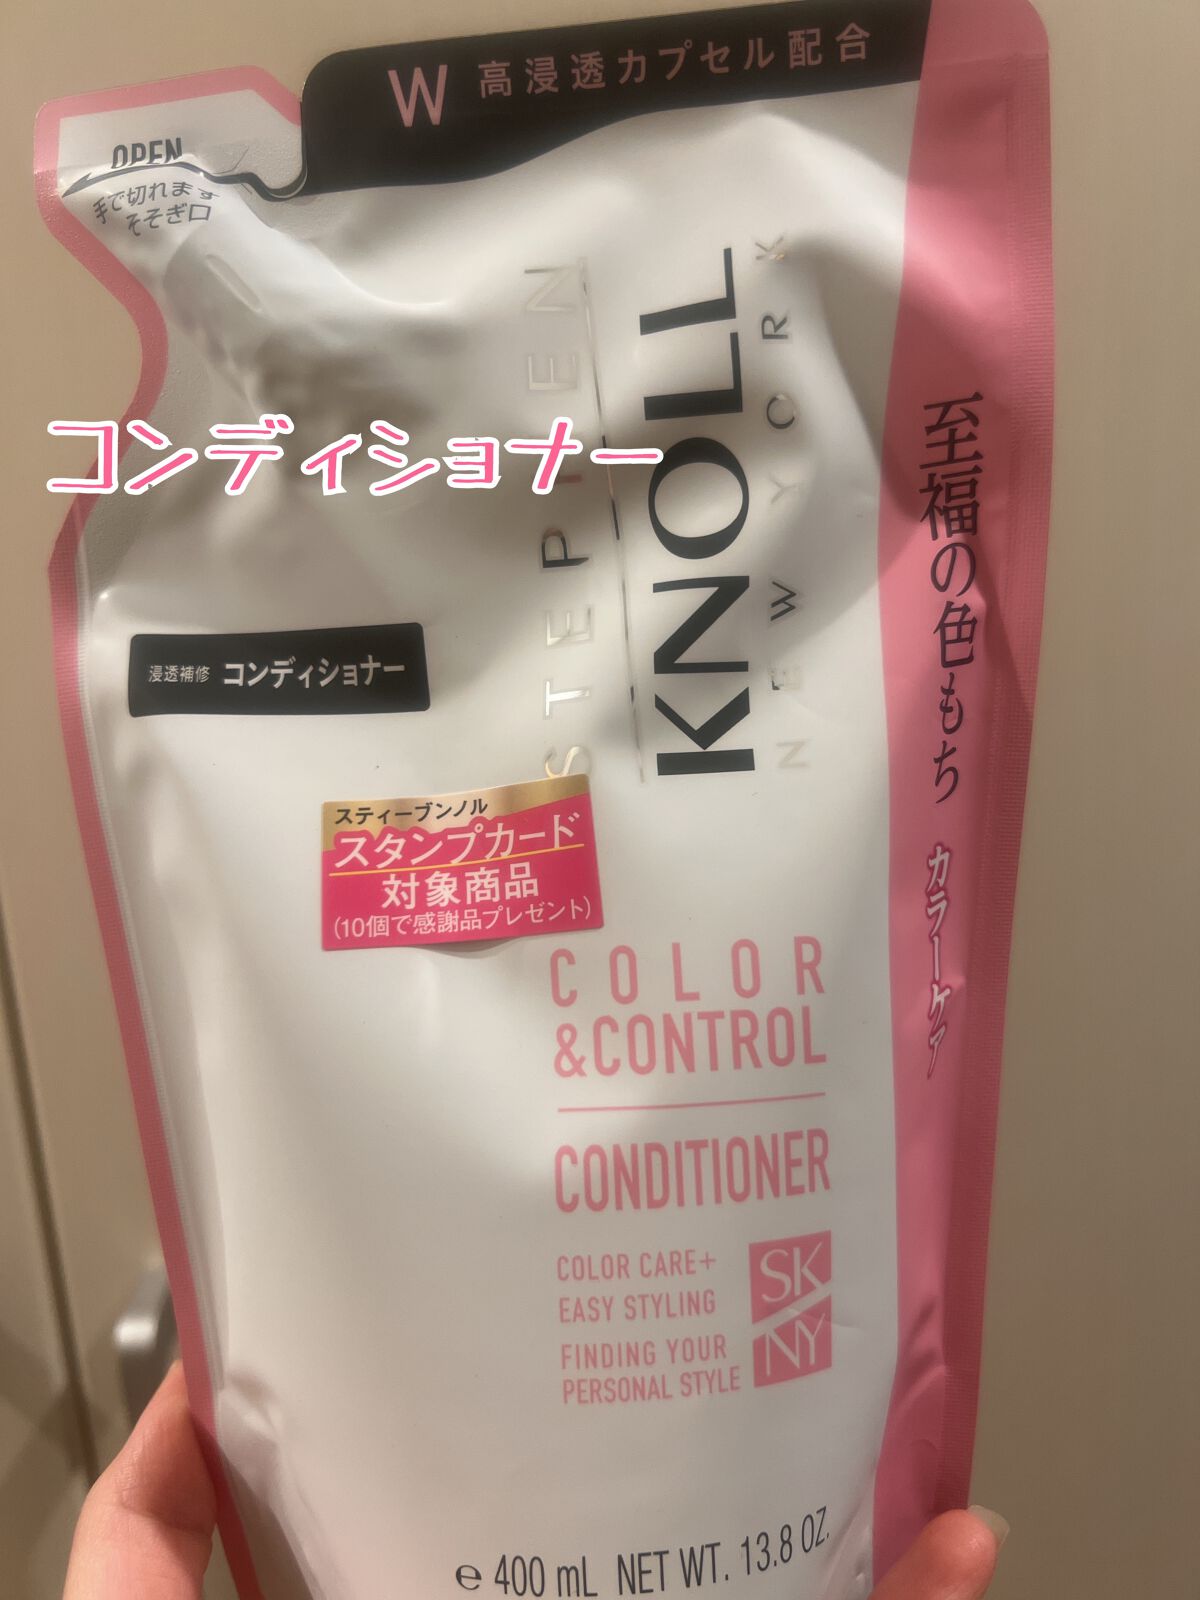 W 高浸透カプセル配合
OPEN
手で切れます
そそぎ口
STEPHEN
KNOLL
NEW YORK
コンディショナー
至福の色もち カラーケア
浸透補修 コンディショナー
スティーブンノル
スタンプカード
対象商品
(10個で感謝品プレゼント)
COLOR
&CONTROL
CONDITIONER
COLOR CARE+
EASY STYLING
FINDING YOUR
PERSONAL STYLE
SK
NY
e 400 mL NET WT. 13.8 OZ.